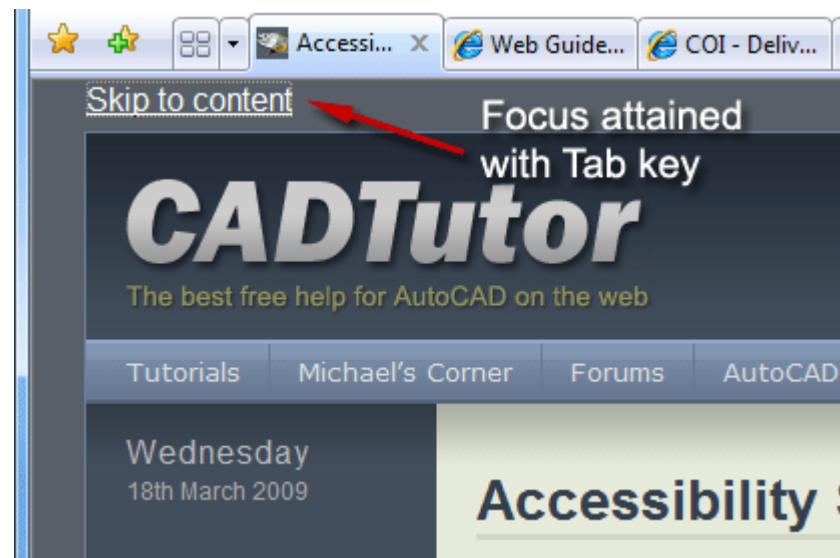 Accessi... Web Guide... COI - Deliv...
Skip to content
Focus attained
with Tab key
CADTutor
The best free help for AutoCAD on the web
Tutorials Michael's Corner Forums AutoCAD
Wednesday
18th March 2009
Accessibility